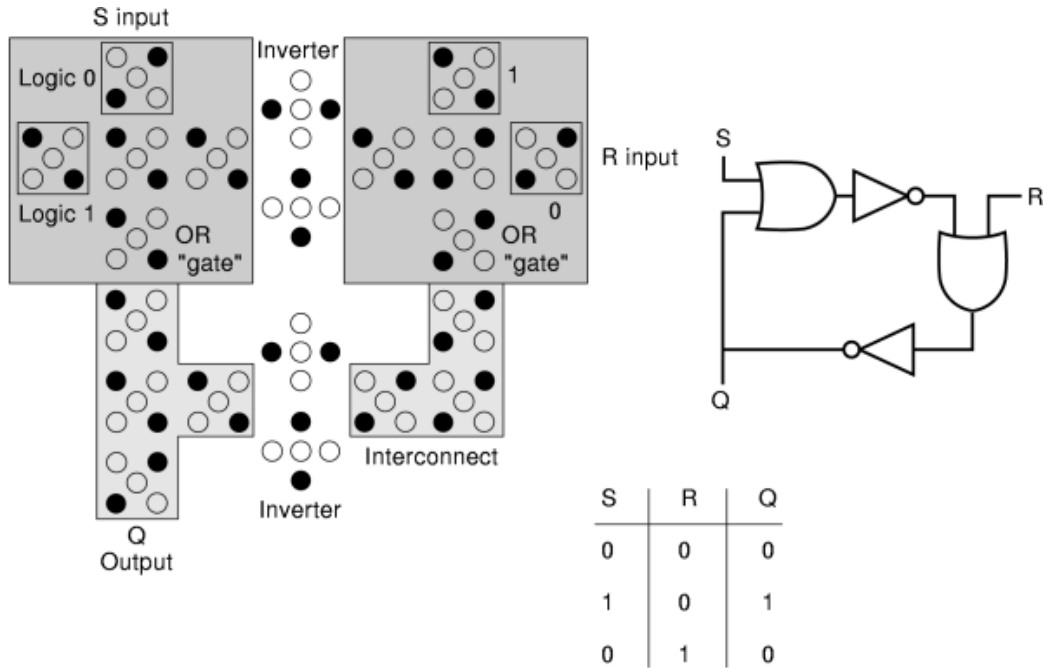 S input
Inverter
Logic 0
1
R input
Logic 1
0
OR
"gate"
OR
"gate"
Interconnect
Inverter
Q
Output
S
R
Q
S R Q
0 0 0
1 0 1
0 1 0